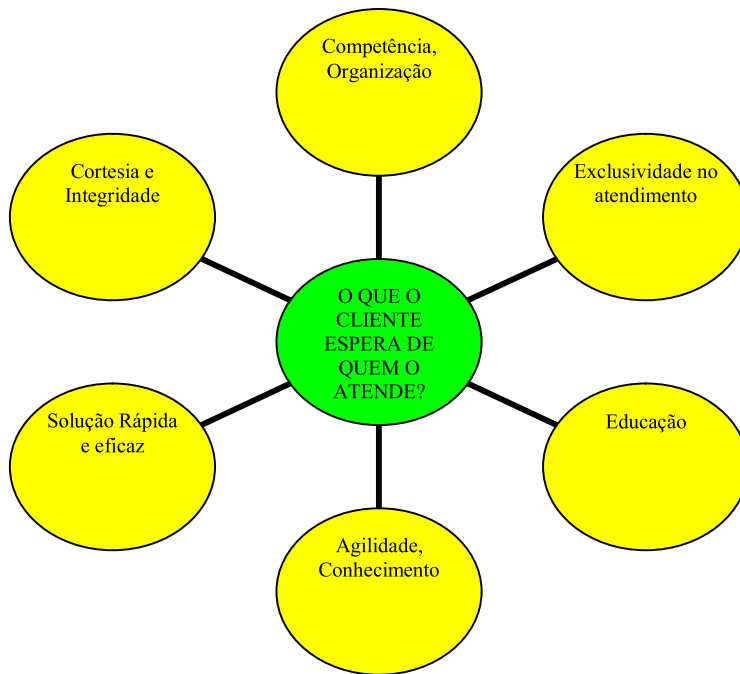 Competência,
Organização
Cortesia e
Integridade
Exclusividade no
atendimento
O QUE O
CLIENTE
ESPERA DE
QUEM O
ATENDE?
Solução Rápida
e eficaz
Educação
Agilidade,
Conhecimento